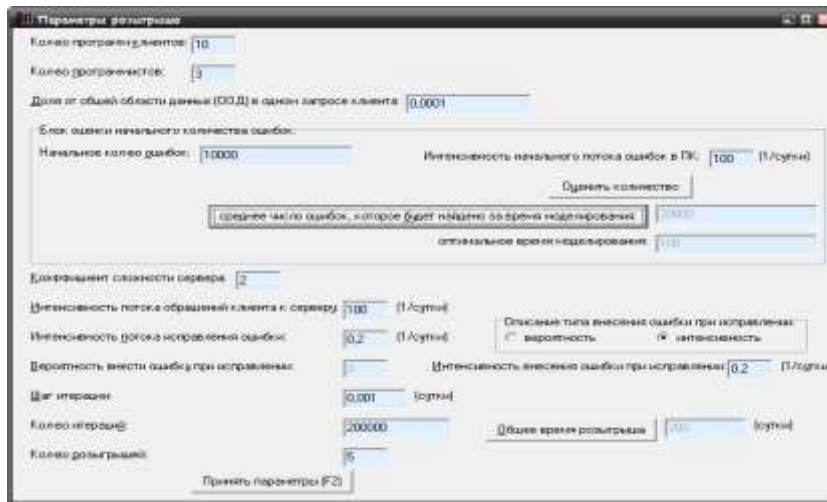 Параметры розыгрыша
Кол-во программ клиентов: 10
Кол-во программистов: 3
Доля от общей области данных (ООД) в одном запросе клиента: 0,0001
Блок оценки начального количества ошибок:
Начальное кол-во ошибок: 10000
Интенсивность начального потока ошибок в ПК: 100 (1/сутки)
Оценить количество
среднее число ошибок, которое будет найдено за время моделирования: 20000
оптимальное время моделирования:
Коэффициент сложности сервера: 2
Интенсивность потока обращений клиента к серверу: 100 (1/сутки)
Интенсивность потока исправления ошибки: 0,2 (1/сутки)
Описание типа внесения ошибки при исправлении
вероятность интенсивность
Вероятность внести ошибку при исправлении:
Интенсивность внесения ошибки при исправлении: 0,2 (1/сутки)
Шаг итерации: 0,001 (сутки)
Кол-во итераций: 200000
Общее время розыгрыша 200 (сутки)
Кол-во розыгрышей: 5
Принять параметры (F2)